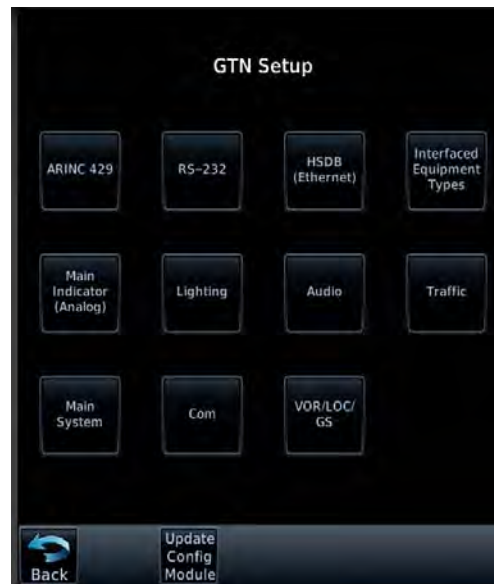 GTN Setup
ARINC 429
RS-232
HSDB
(Ethernet)
Interfaced
Equipment
Types
Main
Indicator
(Analog)
Lighting
Audio
Traffic
Main
System
Com
VOR/LOC/
GS
Back
Update
Config
Module